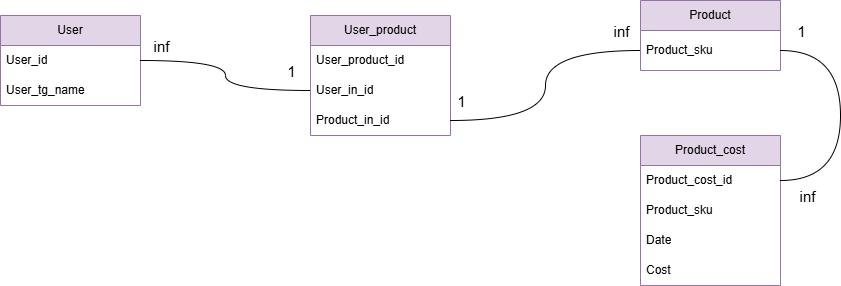 User
User_id
User_tg_name
inf
1
User_product
User_product_id
User_in_id
Product_in_id
1
inf
Product
Product_sku
1
Product_cost
Product_cost_id
Product_sku
Date
Cost
inf